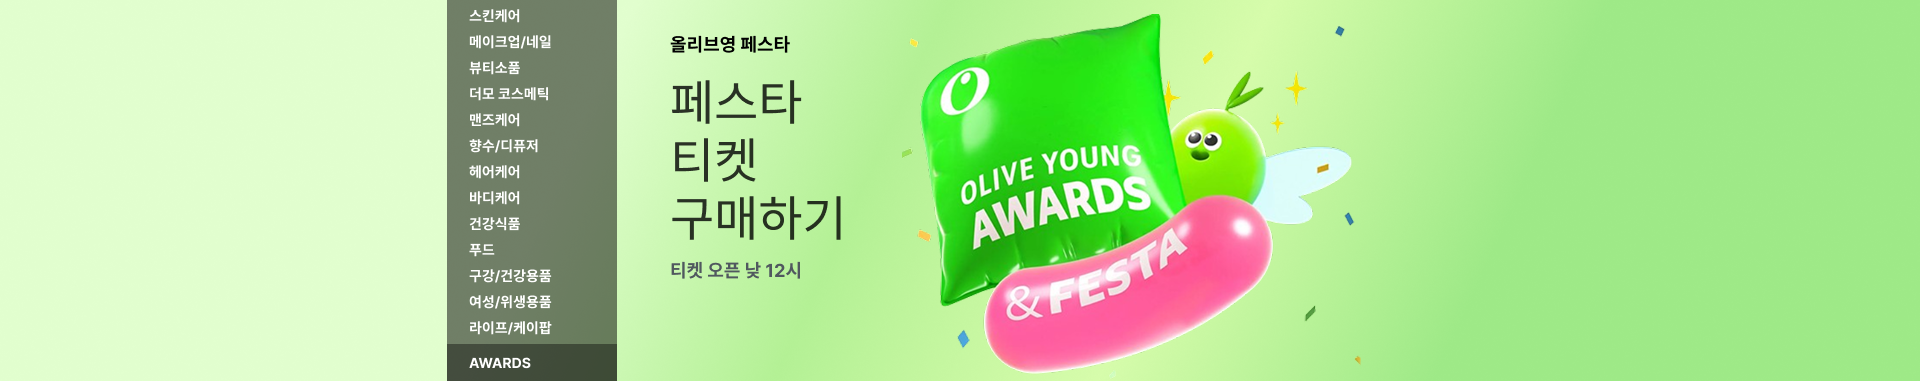 스킨케어
메이크업/네일
뷰티소품
더모 코스메틱
맨즈케어
향수/디퓨저
헤어케어
바디케어
건강식품
푸드
구강/건강용품
여성/위생용품
라이프/케이팝
AWARDS
올리브영 페스타
페스타
티켓
구매하기
티켓 오픈 낮 12시
O
OLIVE YOUNG
AWARDS
&FESTA